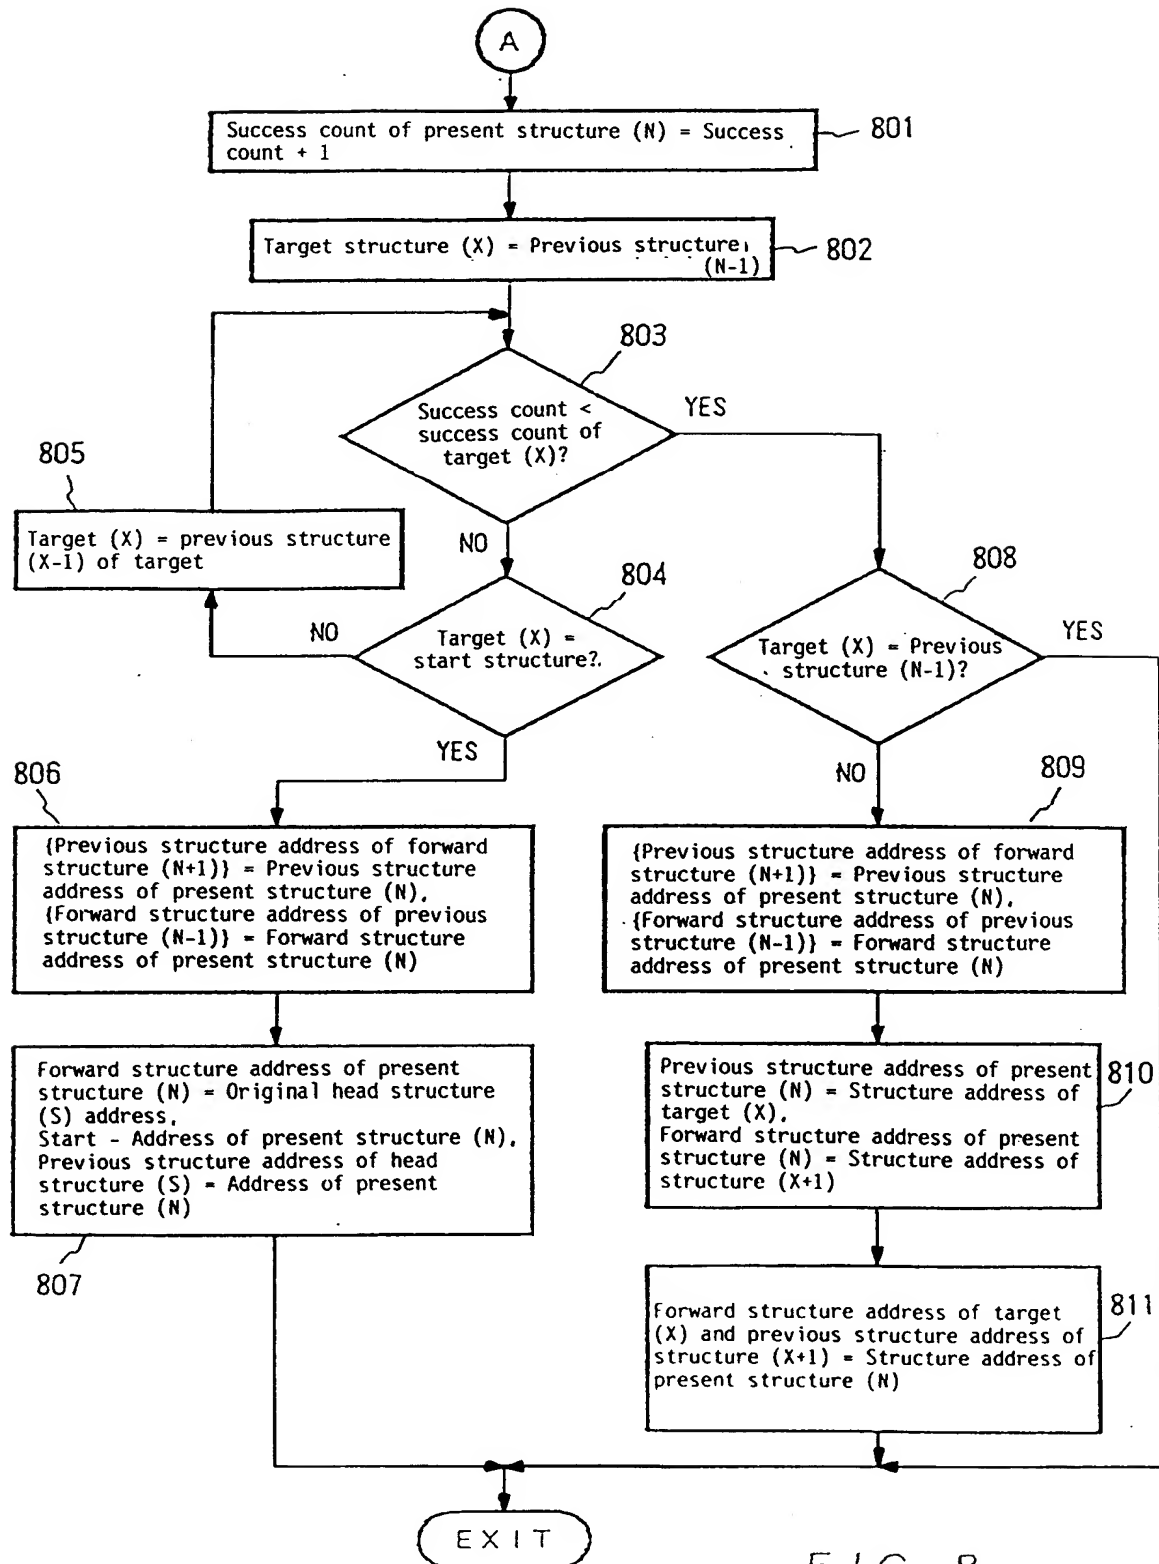 A
Success count of present structure (N) = Success
count + 1
801
Target structure (X) = Previous structure
(N-1)
802
803
Success count <
success count of
target (X)?
YES
805
Target (X) = previous structure
(X-1) of target
NO
804
808
NO
Target (X) =
start structure?
Target (X) = Previous
structure (N-1)?
YES
YES
NO
806
809
{Previous structure address of forward
structure (N+1)} = Previous structure
address of present structure (N),
{Forward structure address of previous
structure (N-1)} = Forward structure
address of present structure (N)
{Previous structure address of forward
structure (N+1)} = Previous structure
address of present structure (N),
{Forward structure address of previous
structure (N-1)} = Forward structure
address of present structure (N)
Forward structure address of present
structure (N) = Original head structure
(S) address,
Start - Address of present structure (N),
Previous structure address of head
structure (S) = Address of present
structure (N)
807
Previous structure address of present
structure (N) = Structure address of
target (X),
Forward structure address of present
structure (N) = Structure address of
structure (X+1)
810
Forward structure address of target
(X) and previous structure address of
structure (X+1) = Structure address of
present structure (N)
811
EXIT